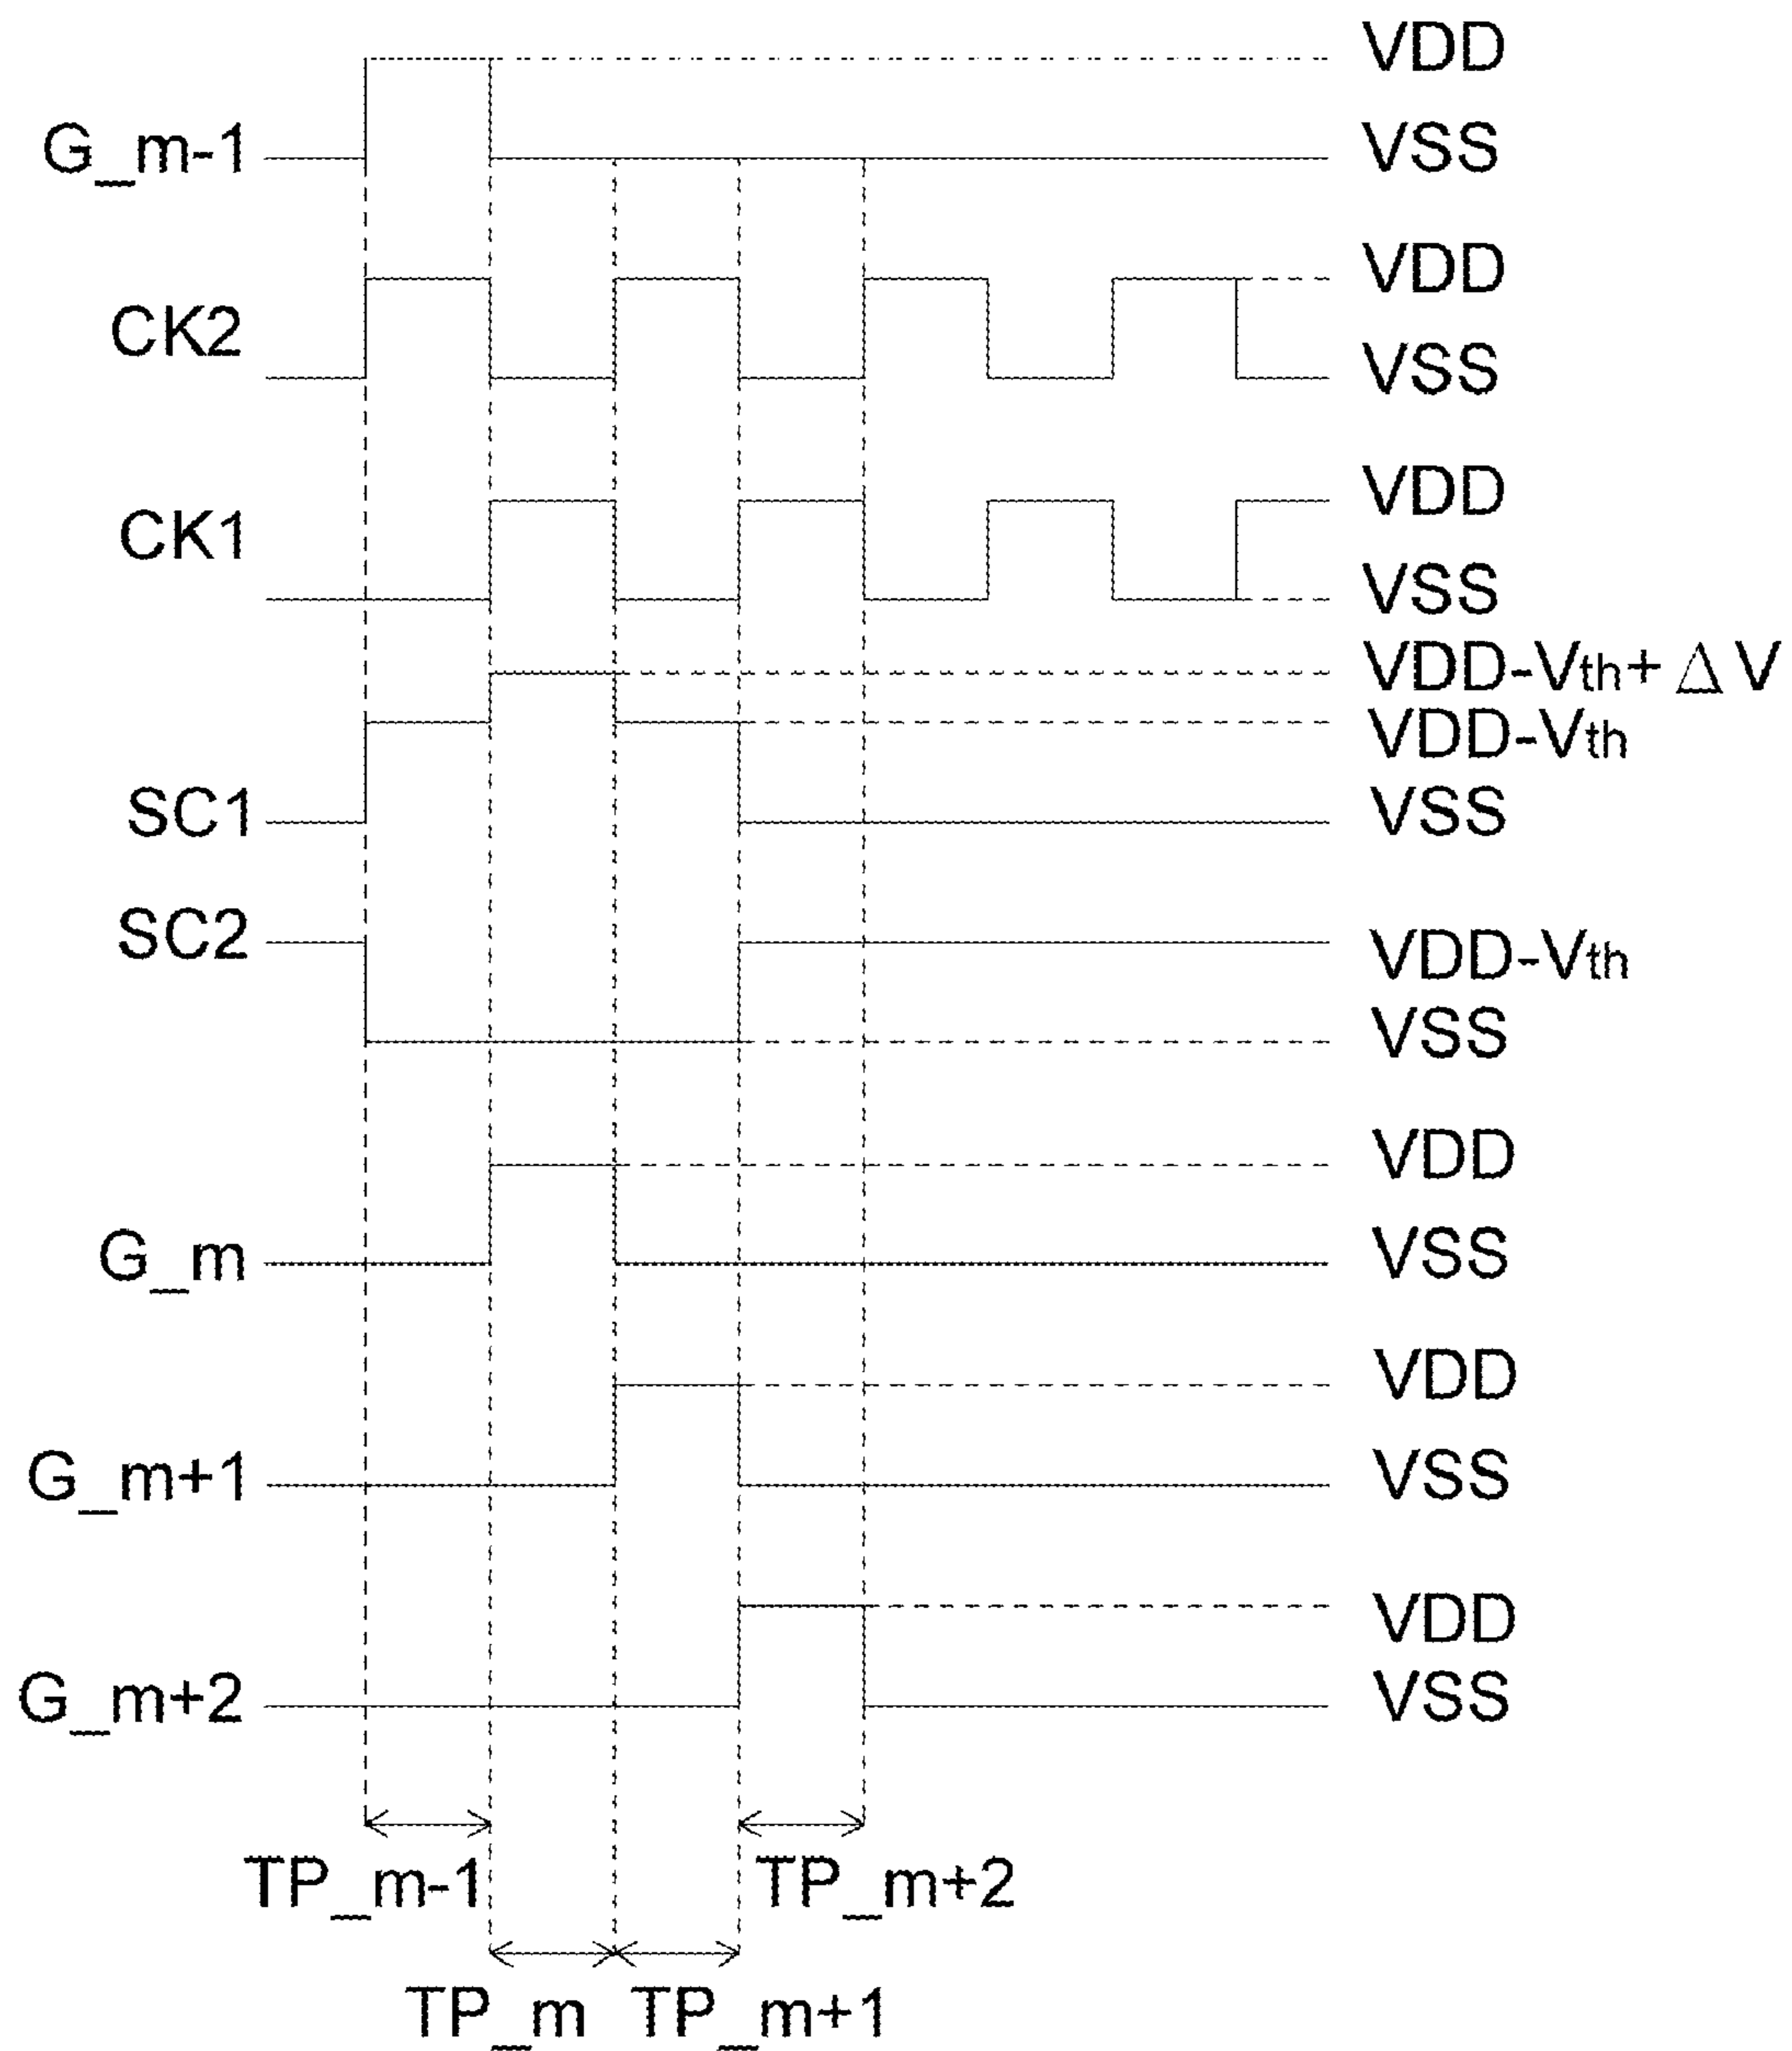 VDD
G_m-1
VSS
VDD
CK2
VSS
VDD
CK1
VSS
VDD-Vth+ΔV
VDD-Vth
SC1
VSS
SC2
VDD-Vth
VSS
VDD
G_m
VSS
VDD
G_m+1
VSS
VDD
G_m+2
VSS
TP_m-1
TP_m+2
TP_m
TP_m+1